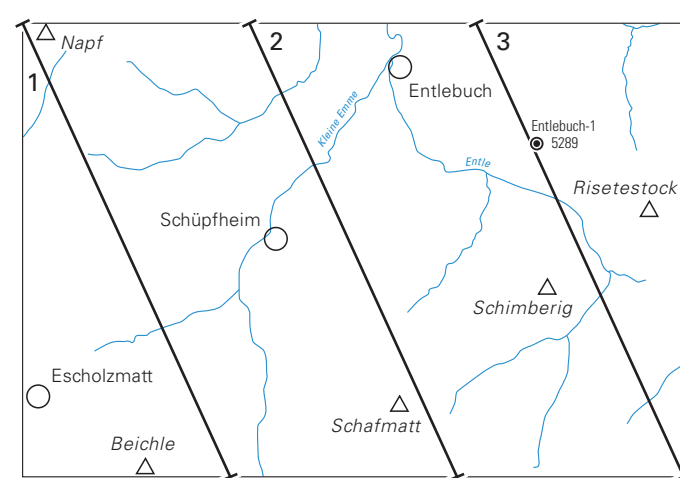 1
Napf
2
3
Entlebuch
Kleine Emme
Entlebuch-1
5289
Entle
Risetestock
Schüpfheim
Schimberig
Escholzmatt
Schafmatt
Beichle